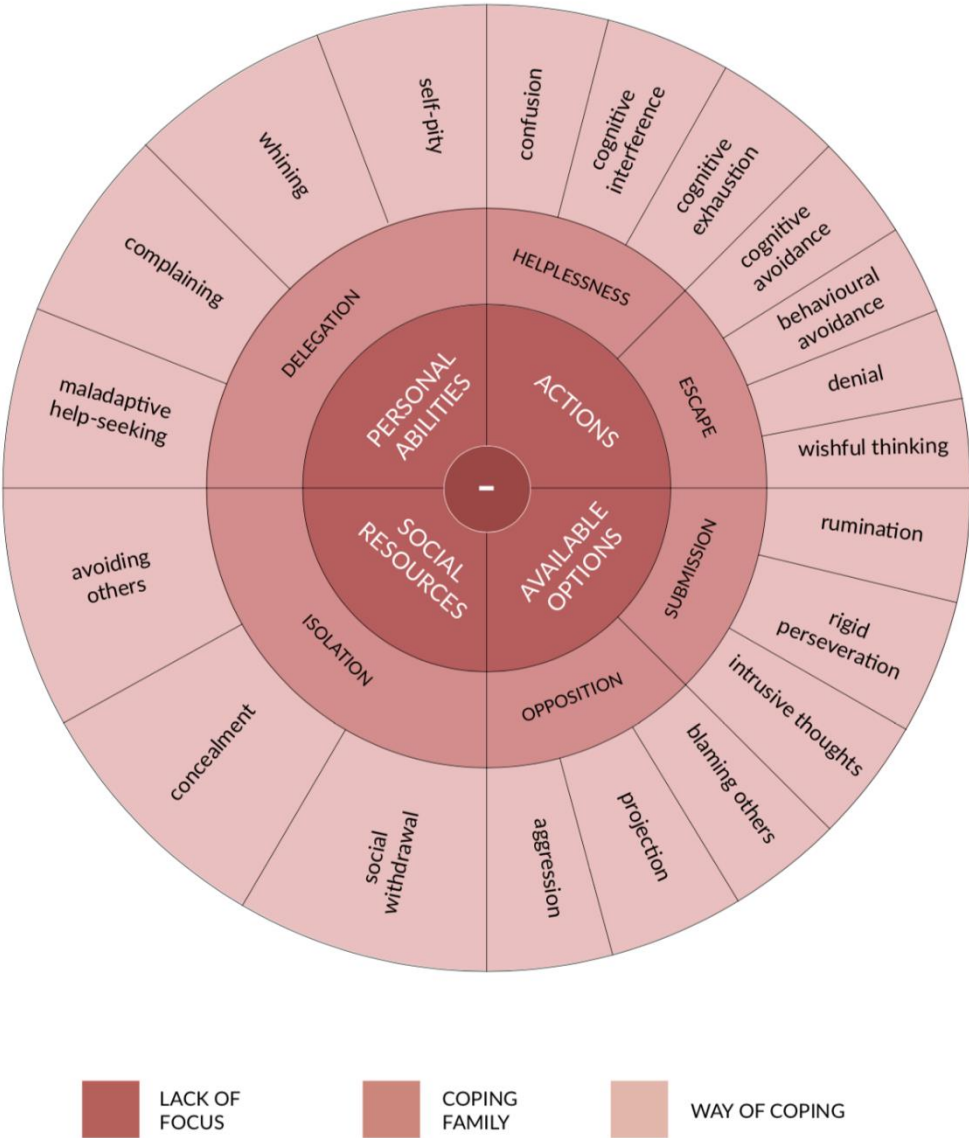 self-pity
confusion
cognitive
interference
cognitive
exhaustion
cognitive
avoidance
behavioural
avoidance
denial
wishful thinking
rumination
rigid
perseveration
intrusive thoughts
blaming others
projection
aggression
social
withdrawal
concealment
avoiding
others
maladaptive
help-seeking
complaining
whining
HELPLESSNESS
ESCAPE
SUBMISSION
OPPOSITION
ISOLATION
DELEGATION
PERSONAL
ABILITIES
ACTIONS
AVAILABLE
OPTIONS
SOCIAL
RESOURCES
-
LACK OF
FOCUS
COPING
FAMILY
WAY OF COPING